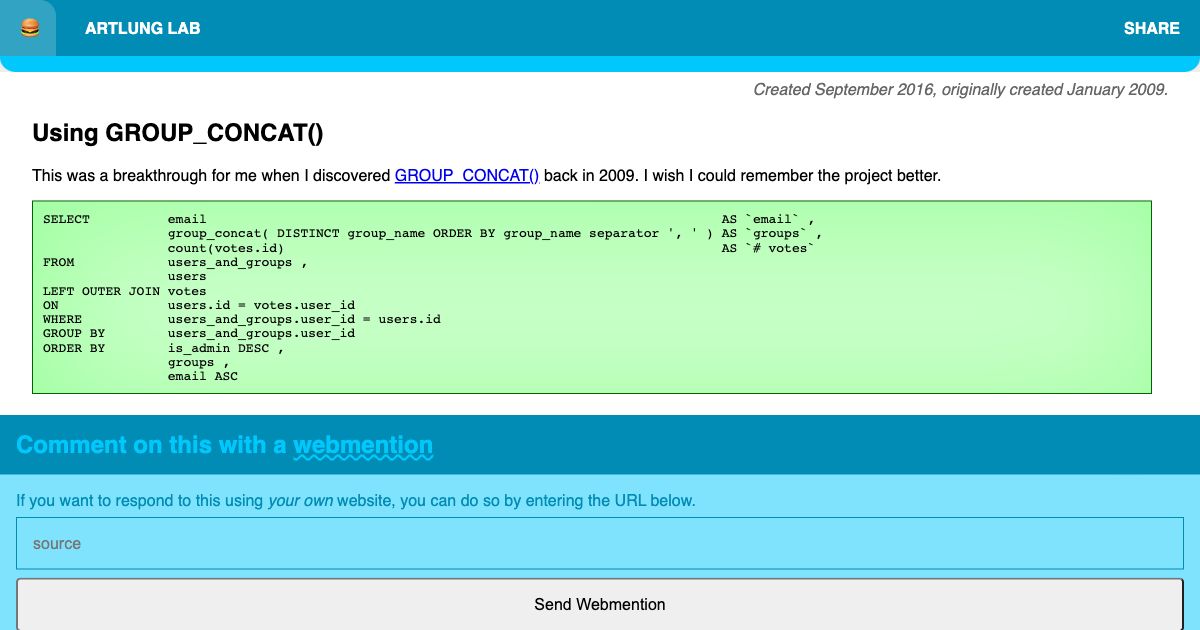 ARTLUNG LAB
SHARE
Created September 2016, originally created January 2009.
Using GROUP_CONCAT()
This was a breakthrough for me when I discovered GROUP_CONCAT() back in 2009. I wish I could remember the project better.
SELECT          email                                                                  AS `email` ,
                group_concat( DISTINCT group_name ORDER BY group_name separator ', ' ) AS `groups` ,
                count(votes.id)                                                        AS `# votes`
FROM            users_and_groups ,
                users
LEFT OUTER JOIN votes
ON              users.id = votes.user_id
WHERE           users_and_groups.user_id = users.id
GROUP BY        users_and_groups.user_id
ORDER BY        is_admin DESC ,
                groups ,
                email ASC
Comment on this with a webmention
If you want to respond to this using your own website, you can do so by entering the URL below.
source
Send Webmention